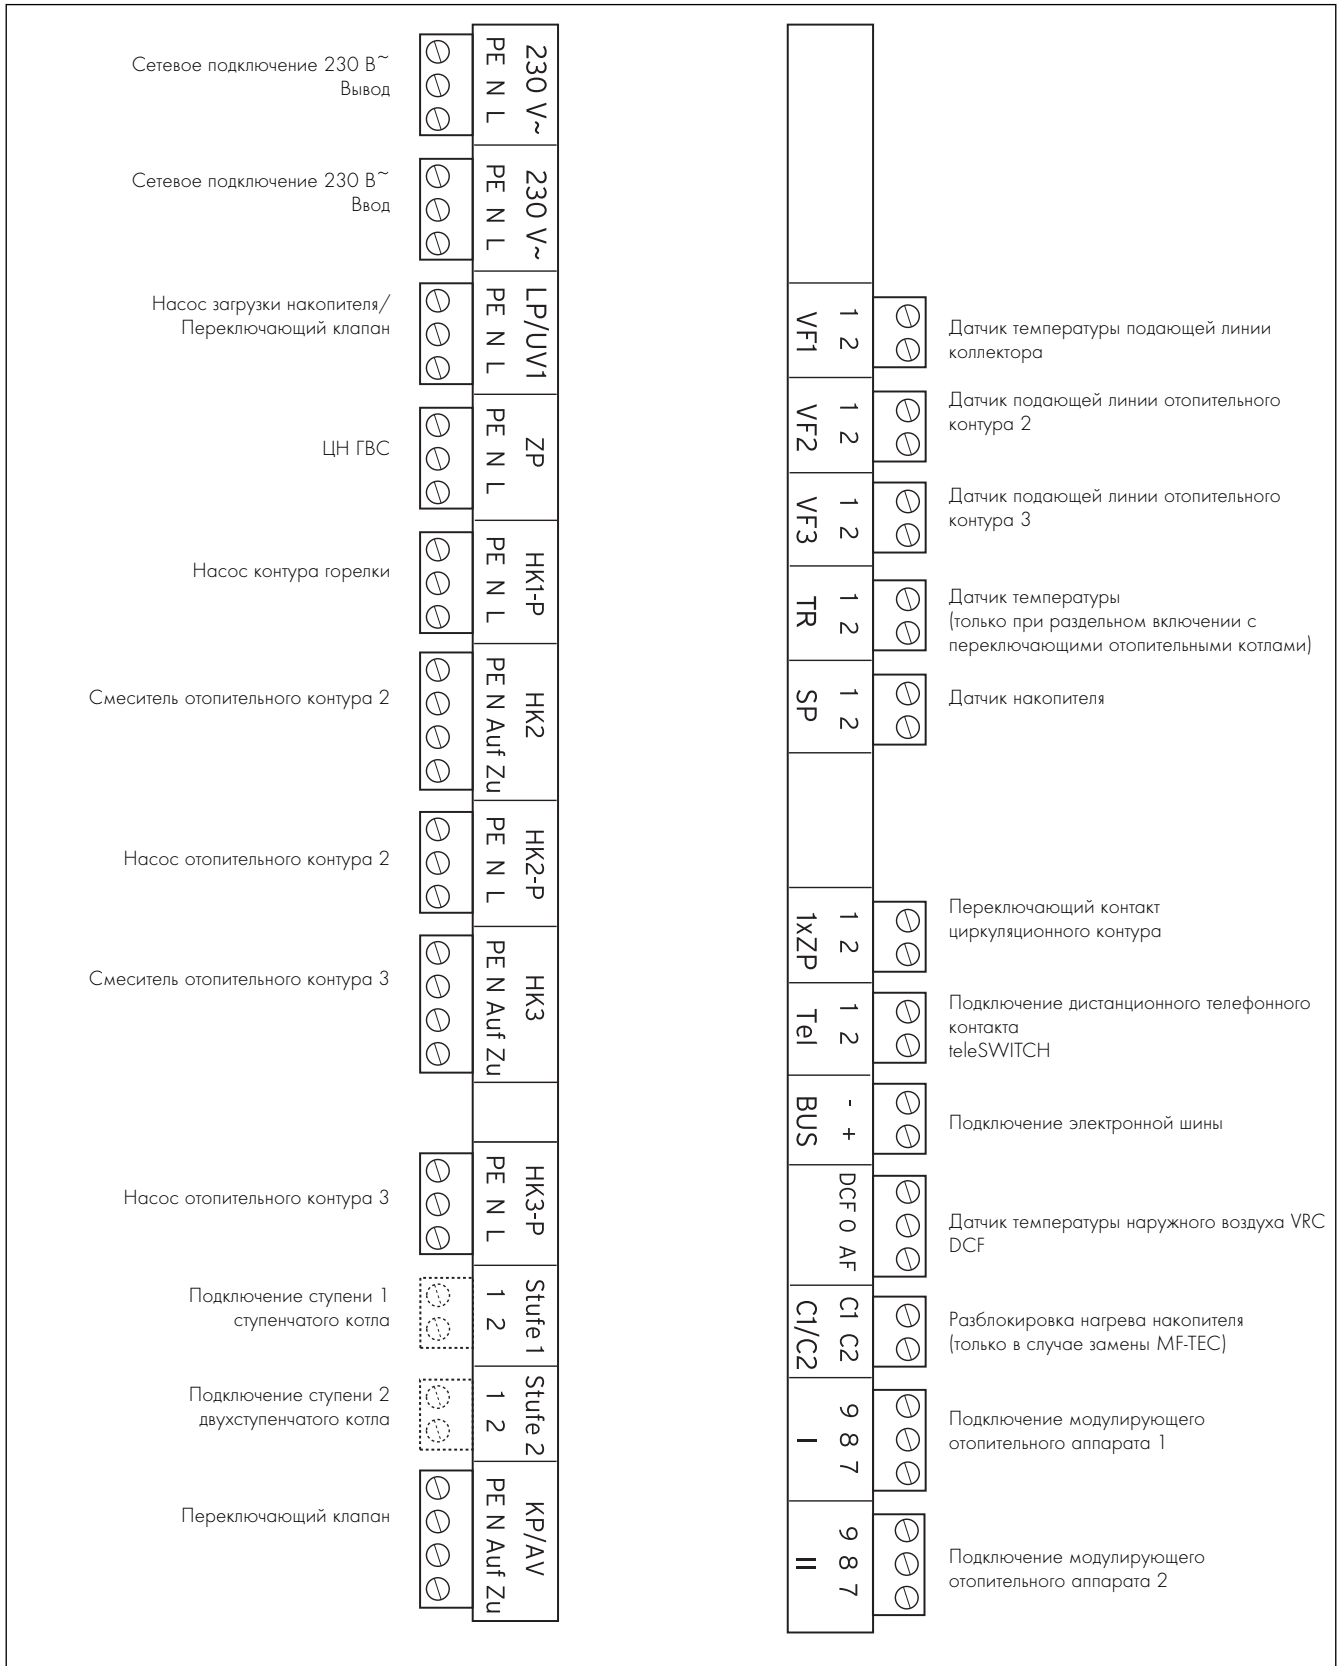 Сетевое подключение 230 В~
Вывод
PE N L
230 V~
Сетевое подключение 230 В~
Ввод
PE N L
230 V~
Насос загрузки накопителя/
Переключающий клапан
PE N L
LP/UV1
ЦН ГВС
PE N L
ZP
Насос контура горелки
PE N L
HK1-P
Смеситель отопительного контура 2
PE N Auf Zu
HK2
Насос отопительного контура 2
PE N L
HK2-P
Смеситель отопительного контура 3
PE N Auf Zu
HK3
Насос отопительного контура 3
PE N L
HK3-P
Подключение ступени 1
ступенчатого котла
1 2
Stufe 1
Подключение ступени 2
двухступенчатого котла
1 2
Stufe 2
Переключающий клапан
PE N Auf Zu
KP/AV
VF1
1 2
Датчик температуры подающей линии
коллектора
VF2
1 2
Датчик подающей линии отопительного
контура 2
VF3
1 2
Датчик подающей линии отопительного
контура 3
TR
1 2
Датчик температуры
(только при раздельном включении с
переключающими отопительными котлами)
SP
1 2
Датчик накопителя
1xZP
1 2
Переключающий контакт
циркуляционного контура
Tel
1 2
Подключение дистанционного телефонного
контакта
teleSWITCH
BUS
- +
Подключение электронной шины
DCF 0 AF
Датчик температуры наружного воздуха VRC
DCF
C1/C2
C1 C2
Разблокировка нагрева накопителя
(только в случае замены MF-TEC)
I
9 8 7
Подключение модулирующего
отопительного аппарата 1
II
9 8 7
Подключение модулирующего
отопительного аппарата 2